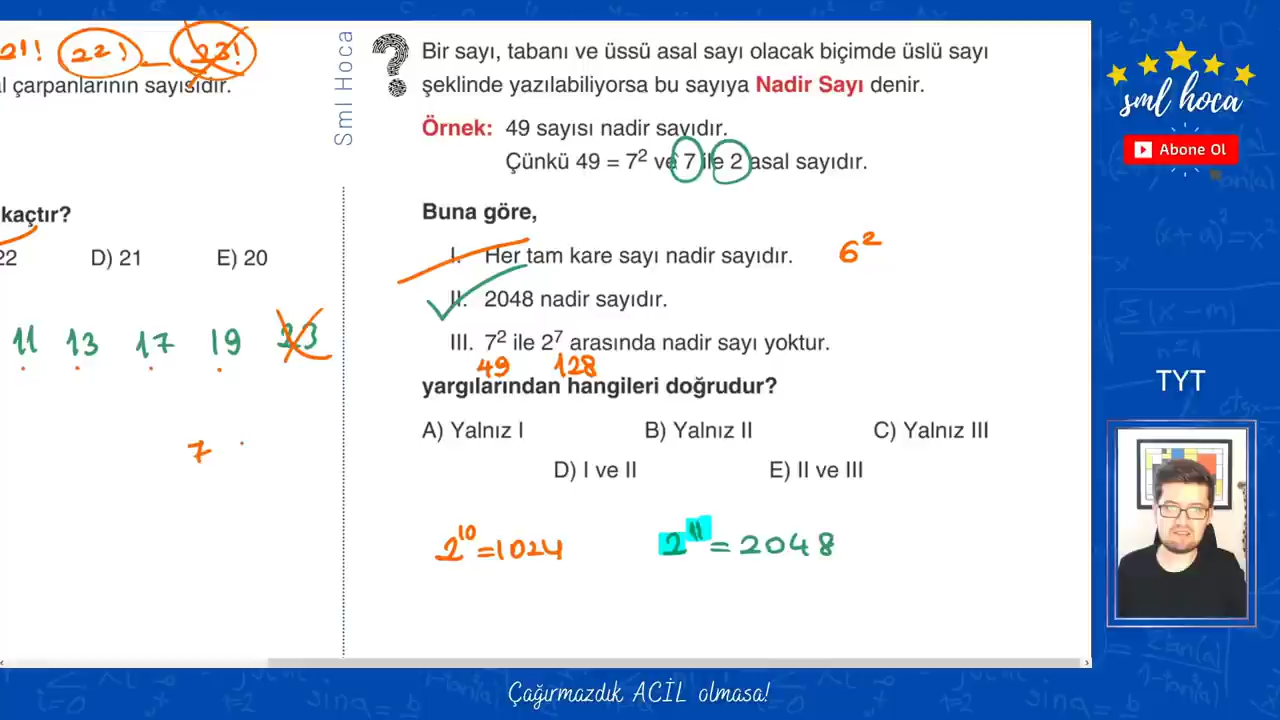 21! 22! 23!
al çarpanlarının sayısıdır.
kaçtır?
22 D) 21 E) 20
11 13 17 19 23
7
Sml Hoca
?
Bir sayı, tabanı ve üssü asal sayı olacak biçimde üslü sayı
şeklinde yazılabiliyorsa bu sayıya Nadir Sayı denir.
Örnek: 49 sayısı nadir sayıdır.
Çünkü 49 = 7² ve 7 ile 2 asal sayıdır.
Buna göre,
I. Her tam kare sayı nadir sayıdır. 6²
II. 2048 nadir sayıdır.
III. 7² ile 2⁷ arasında nadir sayı yoktur.
49 128
yargılarından hangileri doğrudur?
A) Yalnız I B) Yalnız II C) Yalnız III
D) I ve II E) II ve III
2¹⁰=1024 2¹¹=2048
sml hoca
Abone Ol
TYT
Çağırmazdık ACİL olmasa!